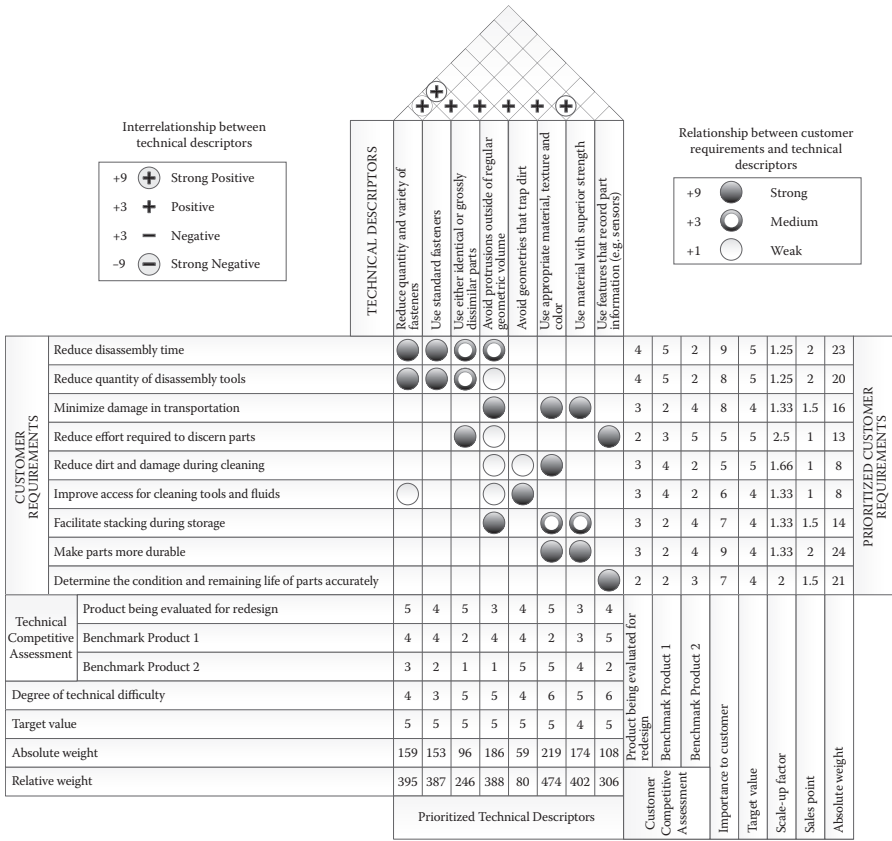 Interrelationship between
technical descriptors
+9 Strong Positive
+3 Positive
+3 Negative
−9 Strong Negative
Relationship between customer
requirements and technical
descriptors
+9 Strong
+3 Medium
+1 Weak
TECHNICAL DESCRIPTORS
Reduce quantity and variety of
fasteners
Use standard fasteners
Use either identical or grossly
dissimilar parts
Avoid protrusions outside of regular
geometric volume
Avoid geometries that trap dirt
Use appropriate material, texture and
color
Use material with superior strength
Use features that record part
information (e.g. sensors)
CUSTOMER
REQUIREMENTS
Reduce disassembly time 4 5 2 9 5 1.25 2 23
Reduce quantity of disassembly tools 4 5 2 8 5 1.25 2 20
Minimize damage in transportation 3 2 4 8 4 1.33 1.5 16
Reduce effort required to discern parts 2 3 5 5 5 2.5 1 13
Reduce dirt and damage during cleaning 3 4 2 5 5 1.66 1 8
Improve access for cleaning tools and fluids 3 4 2 6 4 1.33 1 8
Facilitate stacking during storage 3 2 4 7 4 1.33 1.5 14
Make parts more durable 3 2 4 9 4 1.33 2 24
Determine the condition and remaining life of parts accurately 2 2 3 7 4 2 1.5 21
PRIORITIZED CUSTOMER
REQUIREMENTS
Technical
Competitive
Assessment
Product being evaluated for redesign 5 4 5 3 4 5 3 4
Benchmark Product 1 4 4 2 4 4 2 3 5
Benchmark Product 2 3 2 1 1 5 5 4 2
Degree of technical difficulty 4 3 5 5 4 6 5 6
Target value 5 5 5 5 5 5 4 5
Absolute weight 159 153 96 186 59 219 174 108
Relative weight 395 387 246 388 80 474 402 306
Prioritized Technical Descriptors
Product being evaluated for
redesign
Benchmark Product 1
Benchmark Product 2
Customer
Competitive
Assessment
Importance to customer
Target value
Scale-up factor
Sales point
Absolute weight